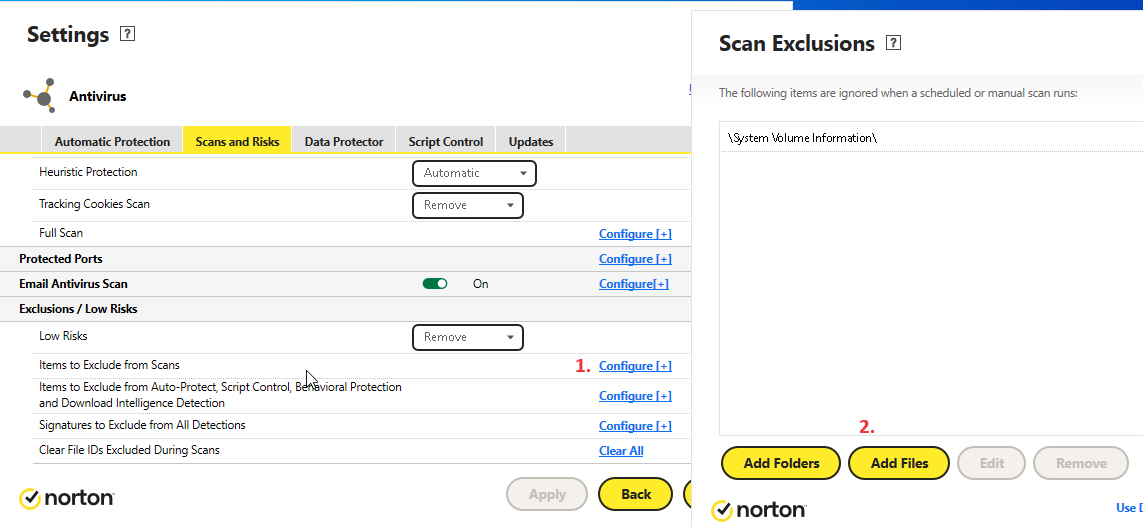 Settings ?
Antivirus
Automatic Protection Scans and Risks Data Protector Script Control Updates
Heuristic Protection Automatic
Tracking Cookies Scan Remove
Full Scan Configure [+]
Protected Ports Configure [+]
Email Antivirus Scan On Configure[+]
Exclusions / Low Risks
Low Risks Remove
Items to Exclude from Scans 1. Configure [+]
Items to Exclude from Auto-Protect, Script Control, Behavioral Protection
and Download Intelligence Detection Configure [+]
Signatures to Exclude from All Detections Configure [+]
Clear File IDs Excluded During Scans Clear All
norton Apply Back
Scan Exclusions ?
The following items are ignored when a scheduled or manual scan runs:
\System Volume Information\
2.
Add Folders Add Files Edit Remove
norton Use